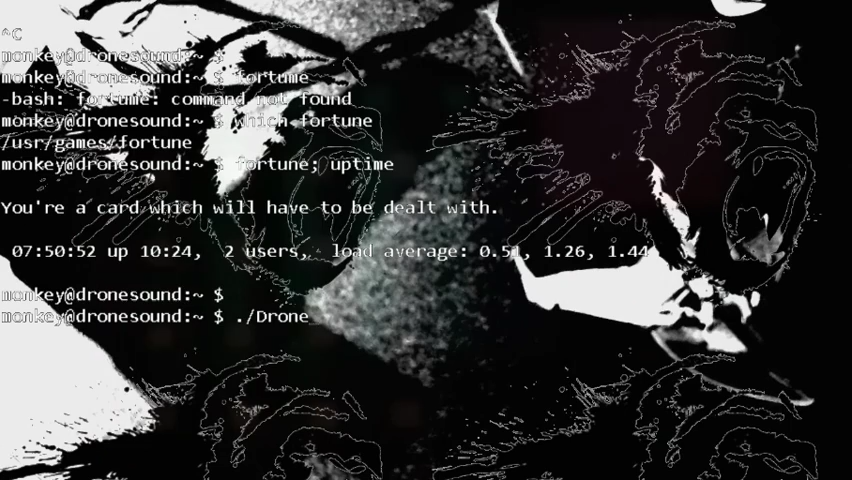 ^C
monkey@dronesound:~ $
monkey@dronesound:~ $ fortume
-bash: fortume: command not found
monkey@dronesound:~ $ which fortune
/usr/games/fortune
monkey@dronesound:~ $ fortune; uptime
You're a card which will have to be dealt with.
07:50:52 up 10:24,  2 users,  load average: 0.51, 1.26, 1.44
monkey@dronesound:~ $
monkey@dronesound:~ $ ./Drone